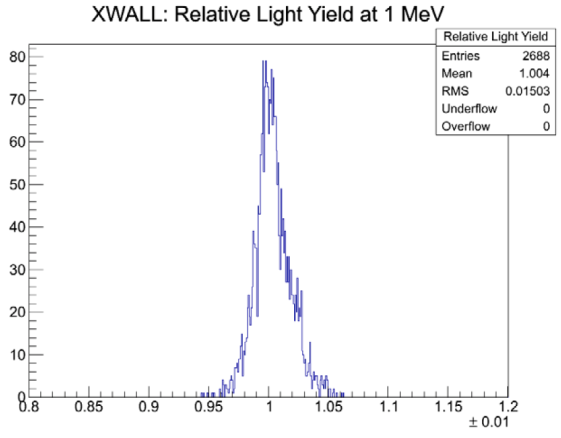 XWALL: Relative Light Yield at 1 MeV
Relative Light Yield
Entries 2688
Mean 1.004
RMS 0.01503
Underflow 0
Overflow 0
80
70
60
50
40
30
20
10
0
0.8 0.85 0.9 0.95 1 1.05 1.1 1.15 1.2
± 0.01